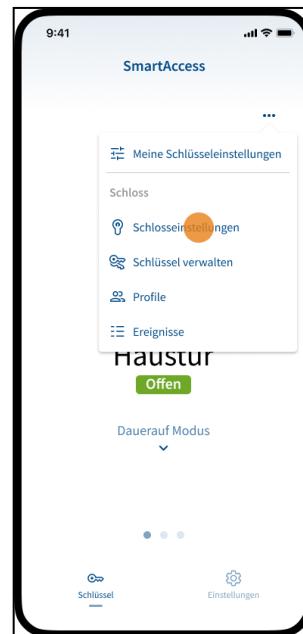 9:41
SmartAccess
Meine Schlüsseleinstellungen
Schloss
Schlosseinstellungen
Schlüssel verwalten
Profile
Ereignisse
Haustür
Offen
Dauerauf Modus
Schlüssel
Einstellungen